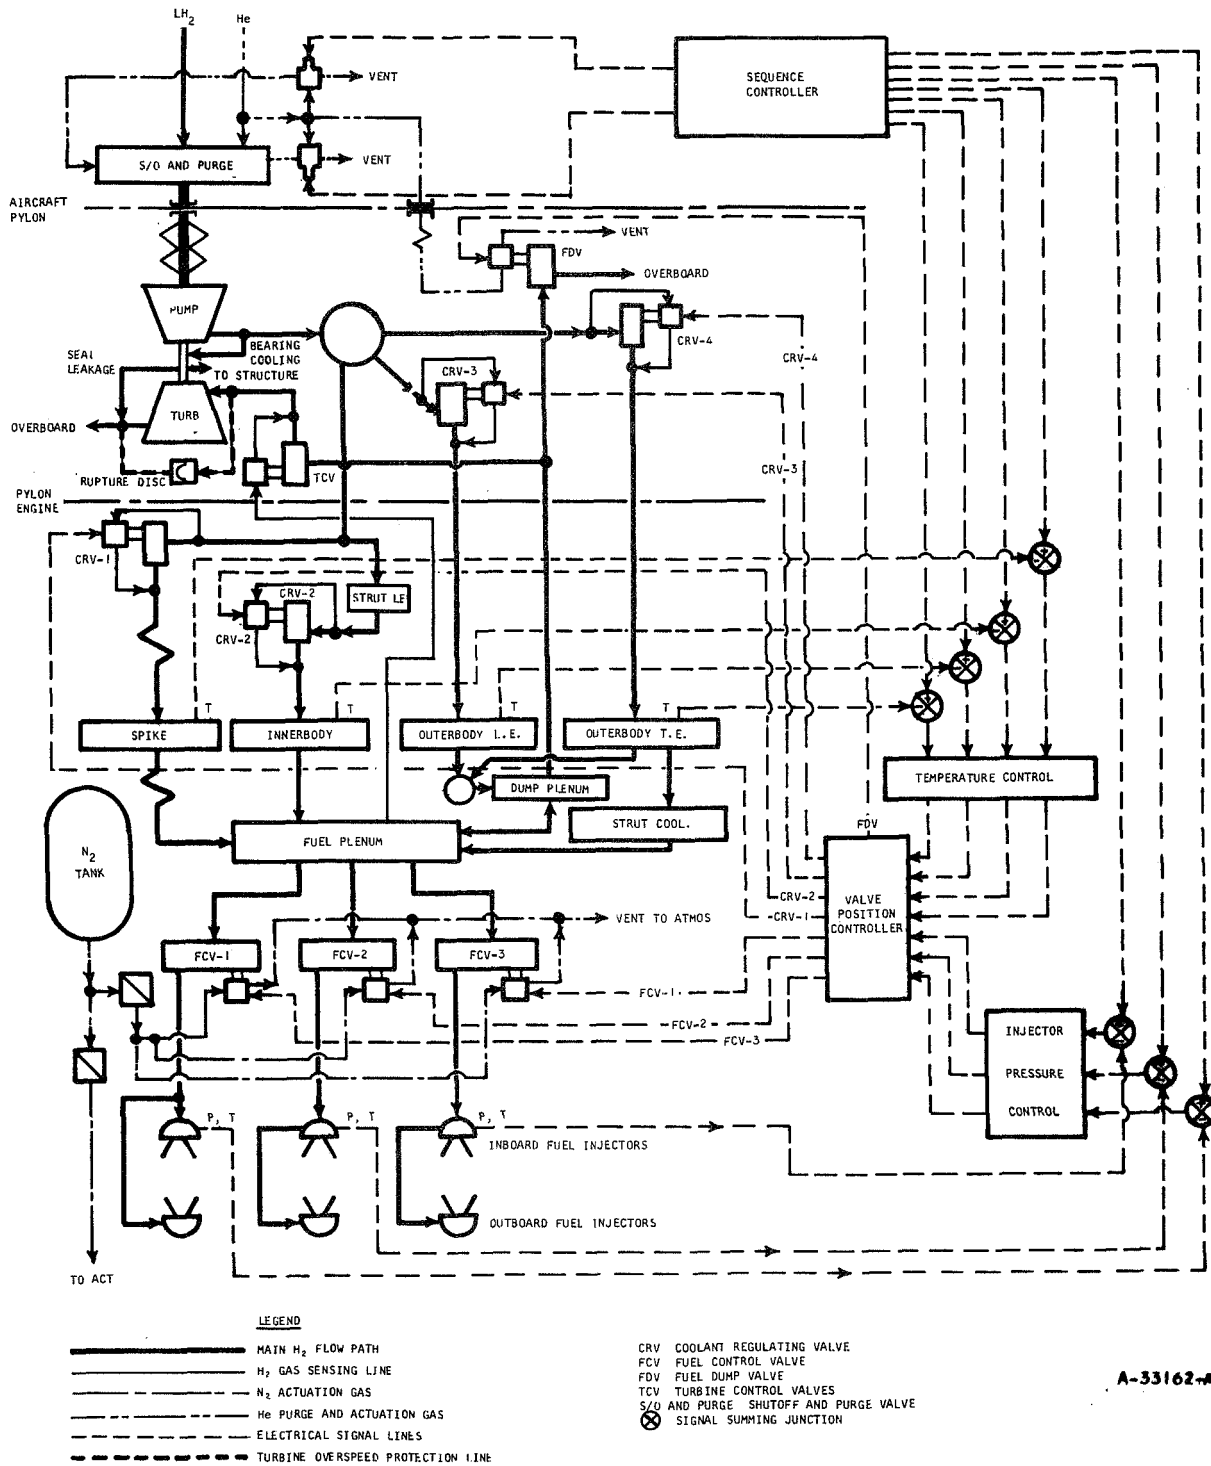 LH2
He
VENT
SEQUENCE
CONTROLLER
S/O AND PURGE
VENT
AIRCRAFT
PYLON
VENT
FDV
OVERBOARD
PUMP
BEARING
COOLING
SEAL
LEAKAGE
TO STRUCTURE
CRV-3
CRV-4
CRV-4
TURB
OVERBOARD
RUPTURE DISC
TCV
CRV-3
PYLON
ENGINE
CRV-1
CRV-2
STRUT LE
CRV-2
T
T
T
T
SPIKE
INNERBODY
OUTERBODY L.E.
OUTERBODY T.E.
TEMPERATURE CONTROL
DUMP PLENUM
STRUT COOL.
FDV
N2
TANK
FUEL PLENUM
VALVE
POSITION
CONTROLLER
CRV-2
CRV-1
VENT TO ATMOS
FCV-1
FCV-2
FCV-3
FCV-1
FCV-2
FCV-3
INJECTOR
PRESSURE
CONTROL
P, T
P, T
P, T
INBOARD FUEL INJECTORS
OUTBOARD FUEL INJECTORS
TO ACT
LEGEND
MAIN H2 FLOW PATH
H2 GAS SENSING LINE
N2 ACTUATION GAS
He PURGE AND ACTUATION GAS
ELECTRICAL SIGNAL LINES
TURBINE OVERSPEED PROTECTION LINE
CRV COOLANT REGULATING VALVE
FCV FUEL CONTROL VALVE
FDV FUEL DUMP VALVE
TCV TURBINE CONTROL VALVES
S/O AND PURGE SHUTOFF AND PURGE VALVE
SIGNAL SUMMING JUNCTION
A-33162-A